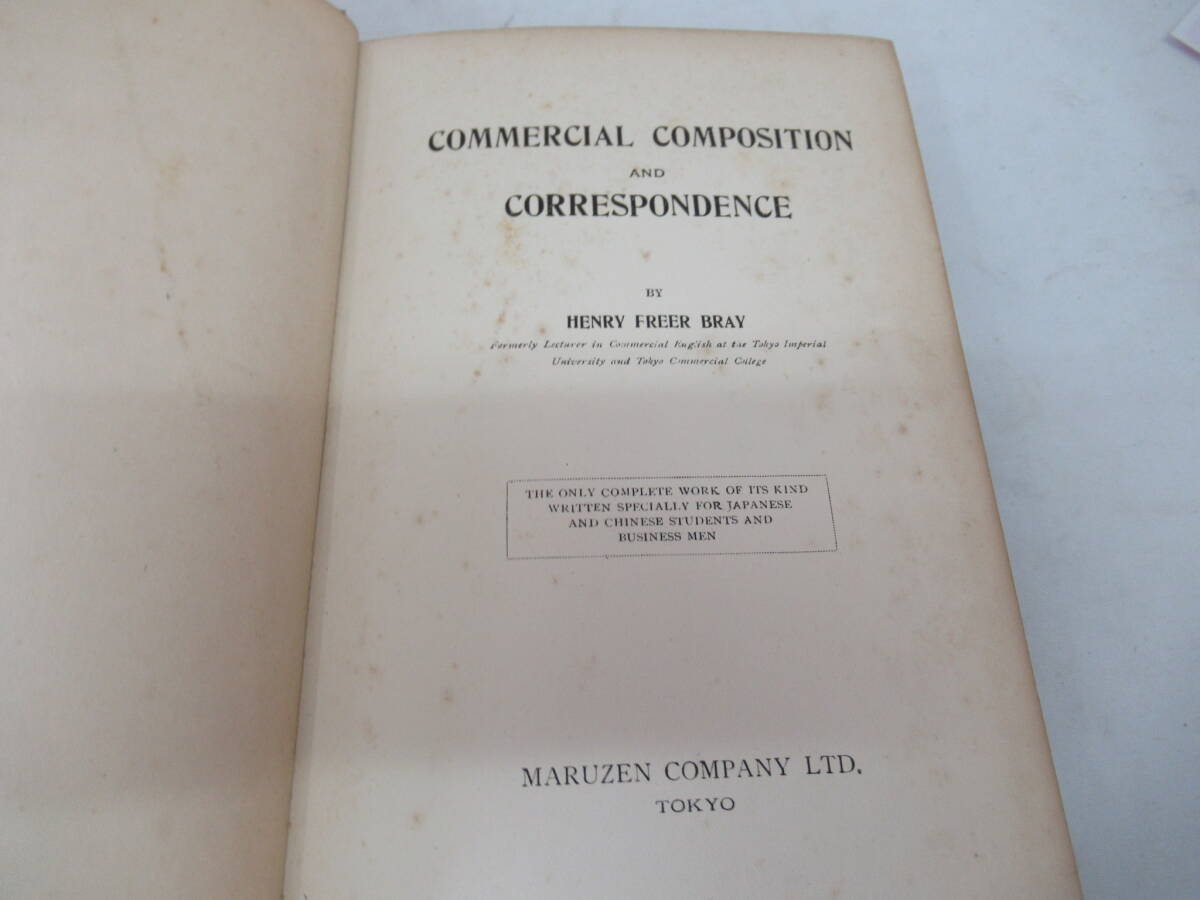 COMMERCIAL COMPOSITION
AND
CORRESPONDENCE
BY
HENRY FREER BRAY
Formerly Lecturer in Commercial English at the Tokyo Imperial
University and Tokyo Commercial College
THE ONLY COMPLETE WORK OF ITS KIND
WRITTEN SPECIALLY FOR JAPANESE
AND CHINESE STUDENTS AND
BUSINESS MEN
MARUZEN COMPANY LTD.
TOKYO